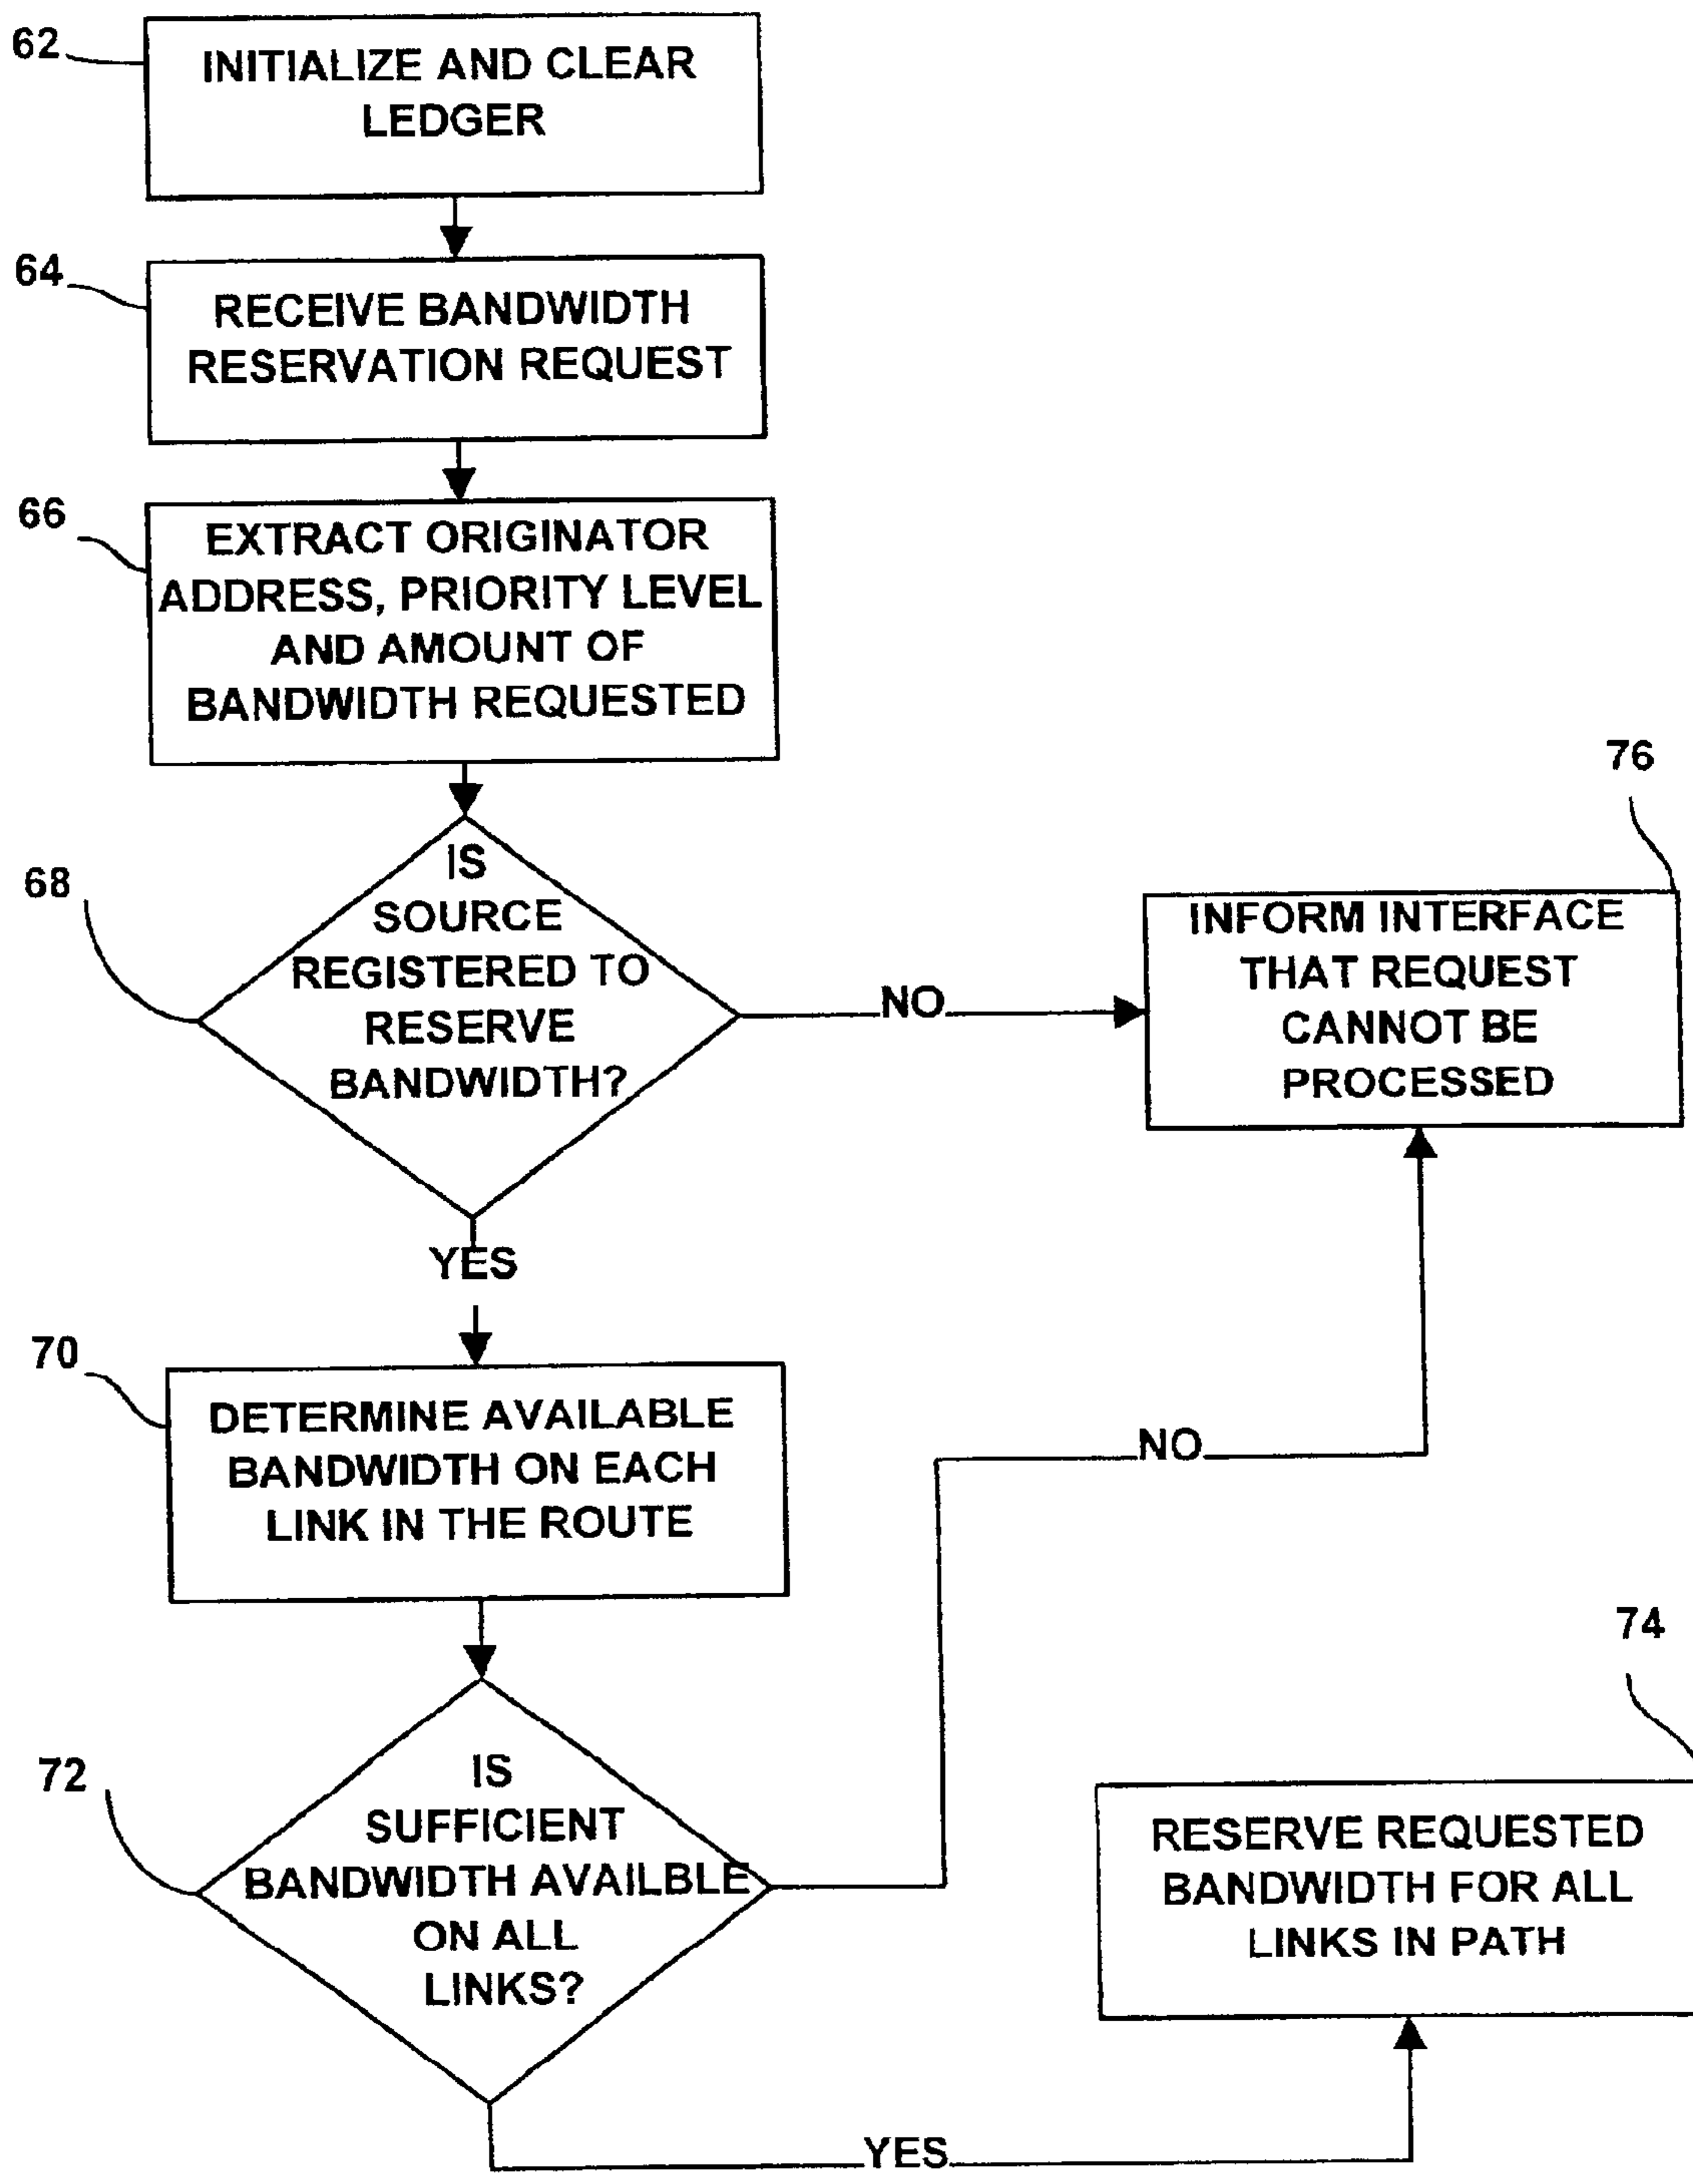 62
INITIALIZE AND CLEAR
LEDGER
64
RECEIVE BANDWIDTH
RESERVATION REQUEST
66
EXTRACT ORIGINATOR
ADDRESS, PRIORITY LEVEL
AND AMOUNT OF
BANDWIDTH REQUESTED
68
IS
SOURCE
REGISTERED TO
RESERVE
BANDWIDTH?
NO
76
INFORM INTERFACE
THAT REQUEST
CANNOT BE
PROCESSED
YES
70
DETERMINE AVAILABLE
BANDWIDTH ON EACH
LINK IN THE ROUTE
NO
72
IS
SUFFICIENT
BANDWIDTH AVAILBLE
ON ALL
LINKS?
74
RESERVE REQUESTED
BANDWIDTH FOR ALL
LINKS IN PATH
YES